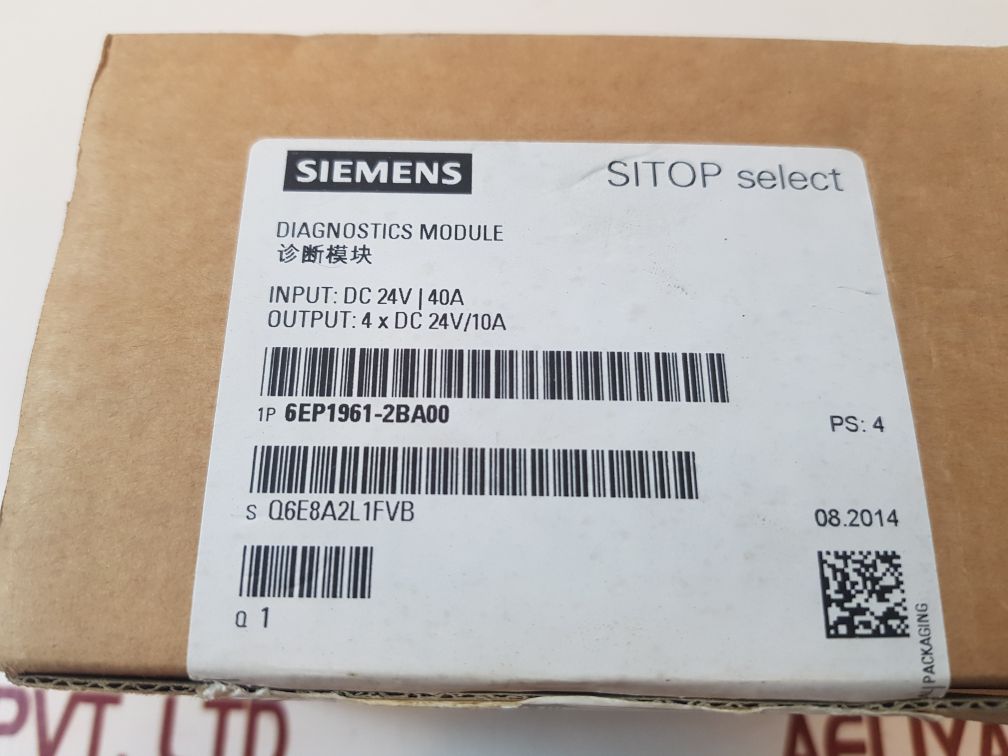 SIEMENS
SITOP select
DIAGNOSTICS MODULE
诊断模块
INPUT: DC 24V | 40A
OUTPUT: 4 x DC 24V/10A
1P 6EP1961-2BA00
PS: 4
S Q6E8A2L1FVB
08.2014
Q 1
PACKAGING
PVT. LTD
AELIYA